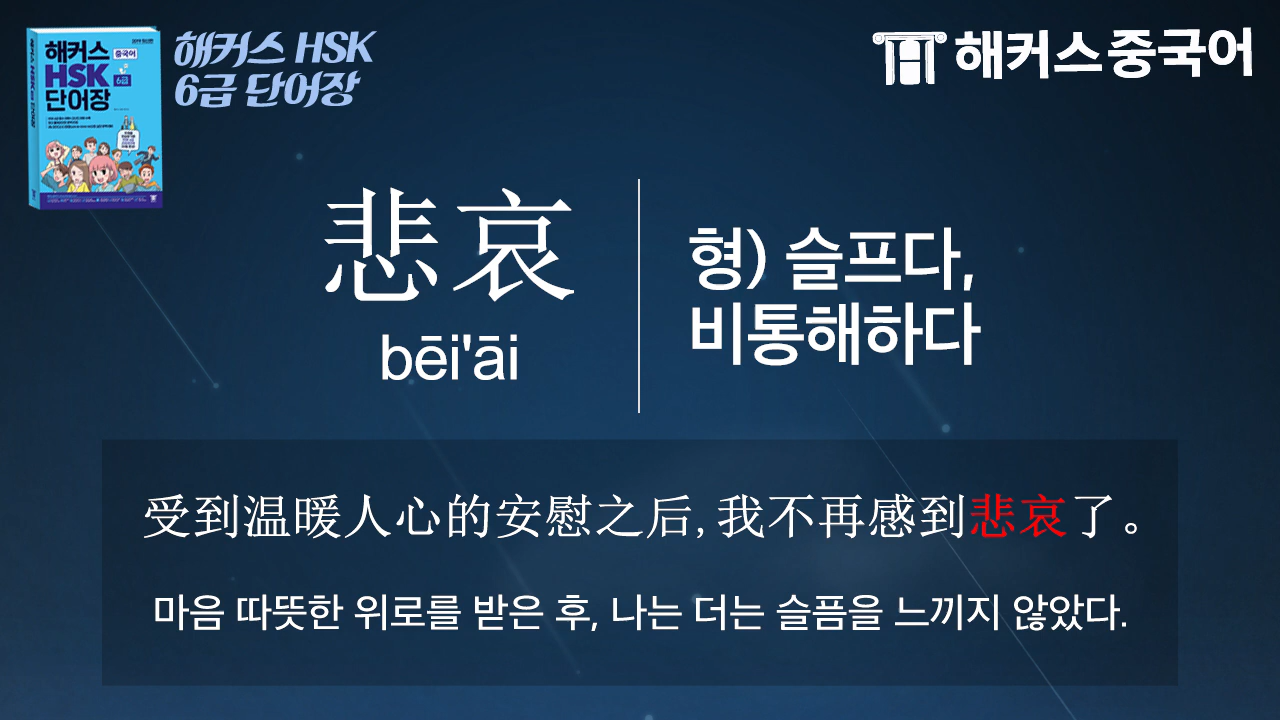 해커스
중국어
HSK
6급
단어장
해커스 HSK
6급 단어장
해커스중국어
悲哀
bēi'āi
형) 슬프다,
비통해하다
受到温暖人心的安慰之后, 我不再感到悲哀了。
마음 따뜻한 위로를 받은 후, 나는 더는 슬픔을 느끼지 않았다.